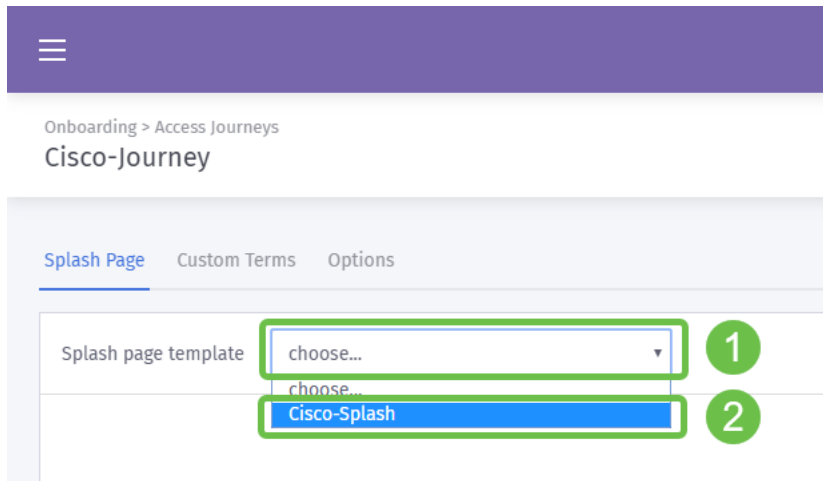 Onboarding > Access Journeys
Cisco-Journey
Splash Page Custom Terms Options
Splash page template choose... 1
choose...
Cisco-Splash 2